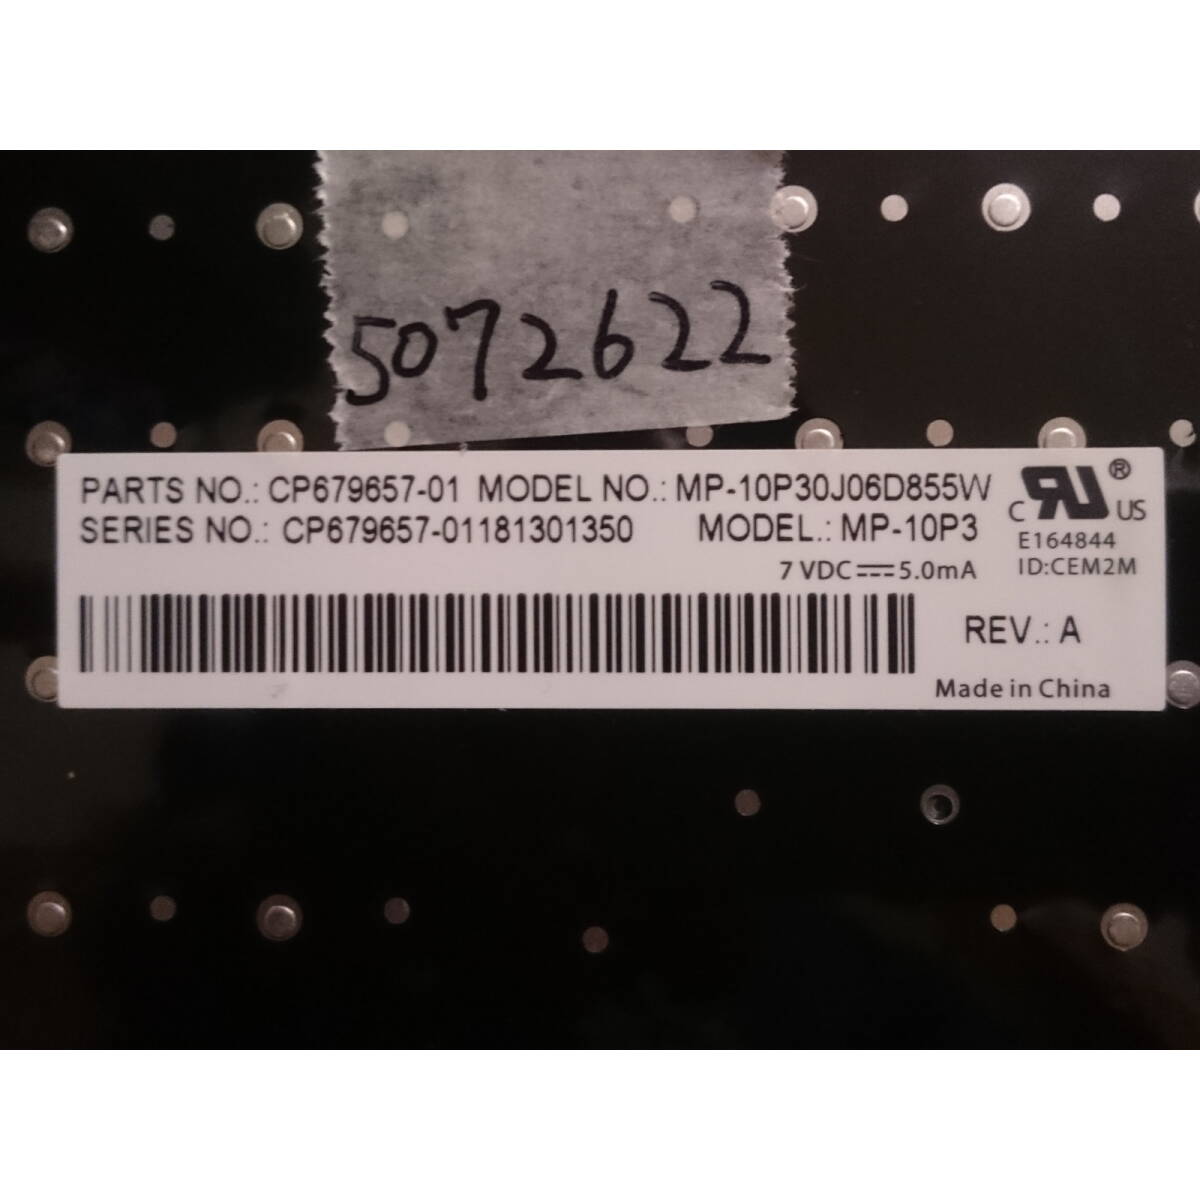 5072622
PARTS NO.: CP679657-01 MODEL NO.: MP-10P30J06D855W
SERIES NO.: CP679657-01181301350 MODEL.: MP-10P3
7 VDC⎓5.0mA
C RU® US
E164844
ID:CEM2M
REV.: A
Made in China